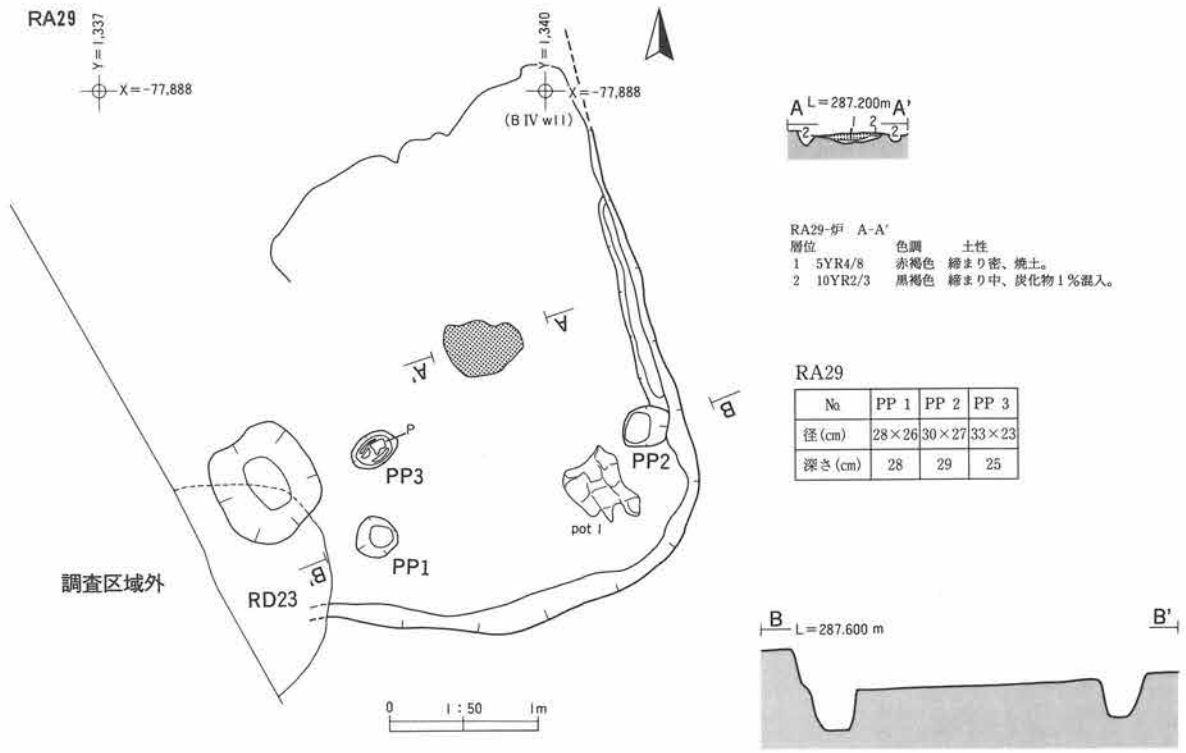 RA29
Y=1,337
X=-77,888
Y=1,340
X=-77,888
(BⅣw11)
A L=287.200m A'
1 2
2 2
RA29-炉 A-A'
層位 色調 土性
1 5YR4/8 赤褐色 締まり密、焼土。
2 10YR2/3 黒褐色 締まり中、炭化物1%混入。
A
A'
B
RA29
№ PP 1 PP 2 PP 3
径(cm) 28×26 30×27 33×23
深さ(cm) 28 29 25
P
PP3
PP2
pot 1
PP1
B'
調査区域外
RD23
B L=287.600 m B'
0 1:50 1m